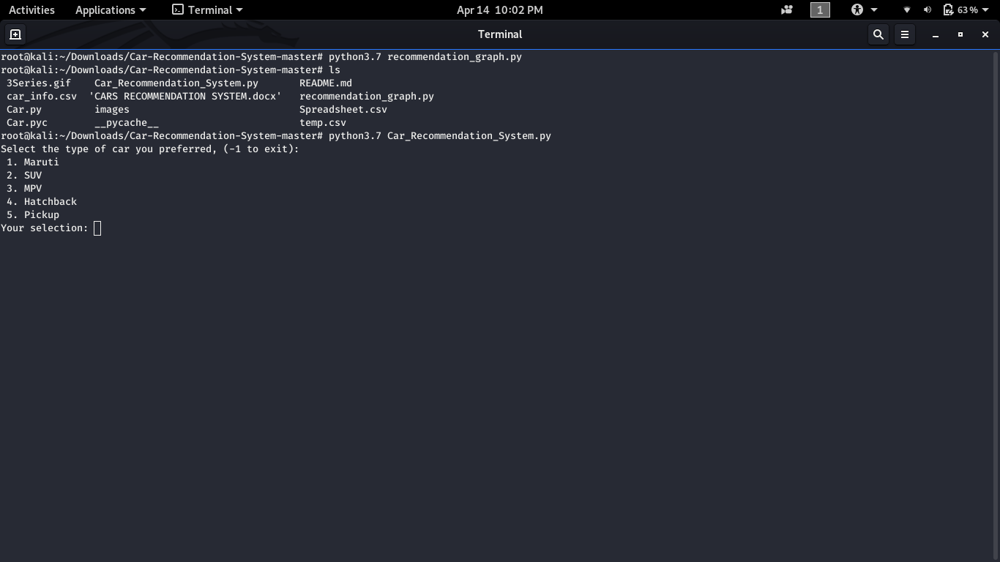 Activities Applications Terminal Apr 14 10:02 PM 1 63 %
Terminal
root@kali:~/Downloads/Car-Recommendation-System-master# python3.7 recommendation_graph.py
root@kali:~/Downloads/Car-Recommendation-System-master# ls
3Series.gif Car_Recommendation_System.py README.md
car_info.csv 'CARS RECOMMENDATION SYSTEM.docx' recommendation_graph.py
Car.py images Spreadsheet.csv
Car.pyc __pycache__ temp.csv
root@kali:~/Downloads/Car-Recommendation-System-master# python3.7 Car_Recommendation_System.py
Select the type of car you preferred, (-1 to exit):
1. Maruti
2. SUV
3. MPV
4. Hatchback
5. Pickup
Your selection: